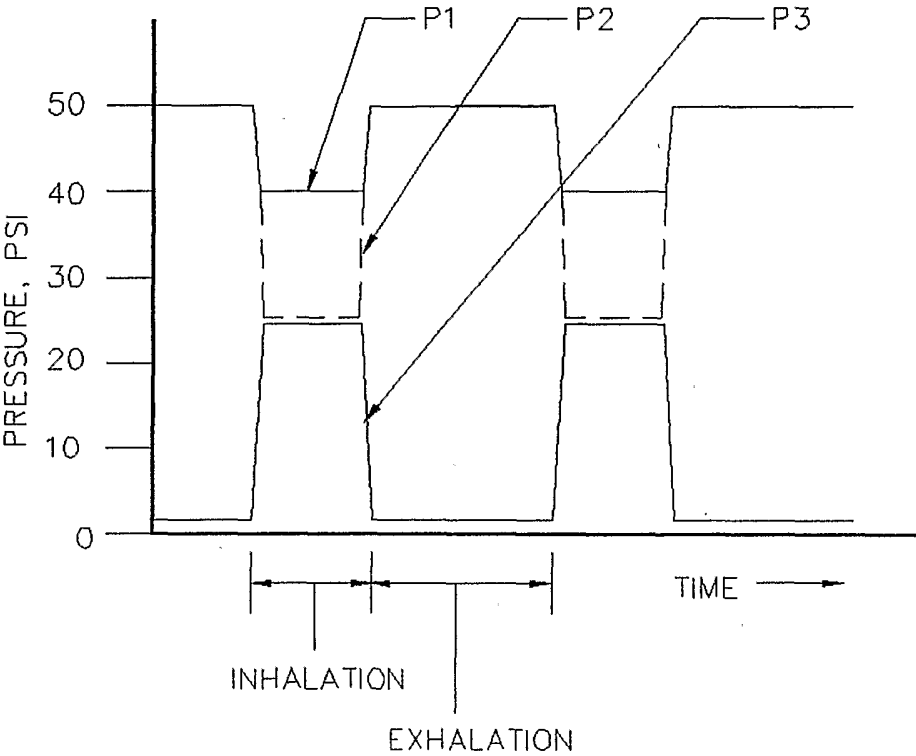 P1
P2
P3
50
40
30
20
10
0
PRESSURE, PSI
TIME
INHALATION
EXHALATION